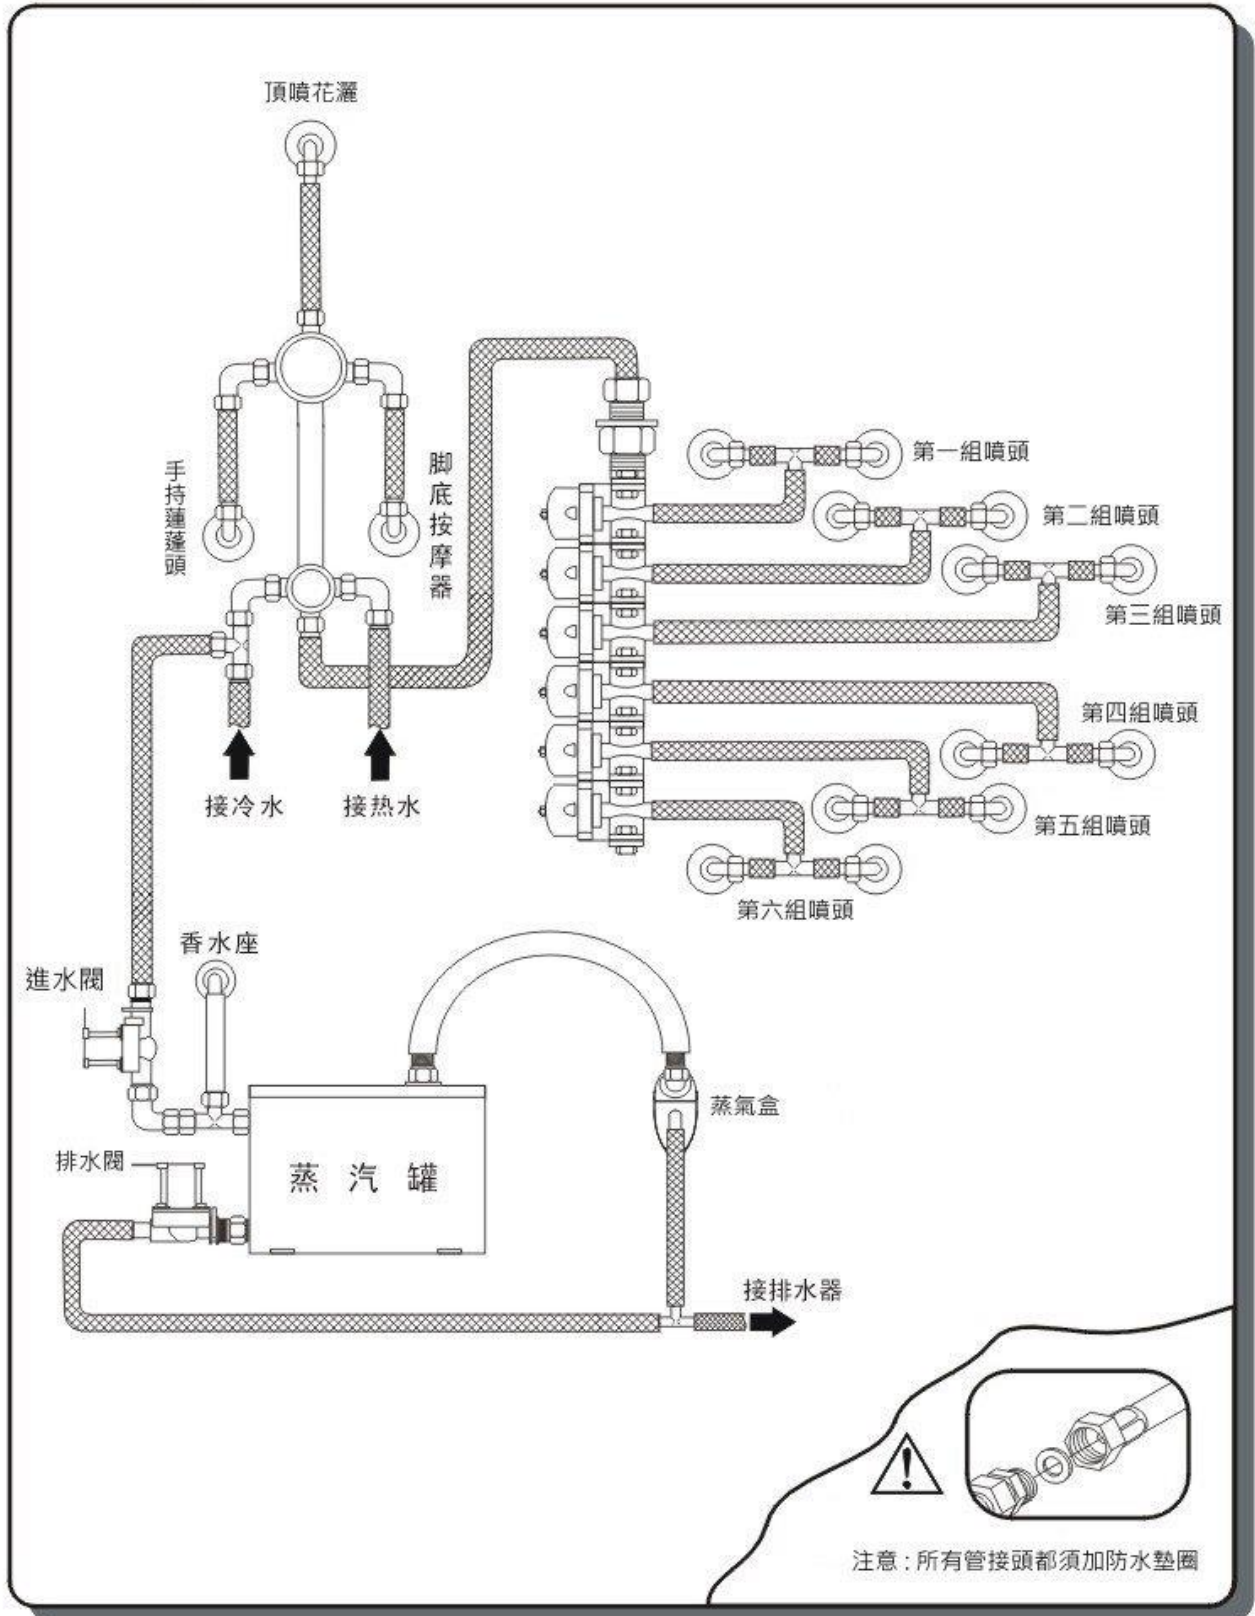 頂噴花灑
手持蓮蓬頭
脚底按摩器
第一組噴頭
第二組噴頭
第三組噴頭
第四組噴頭
第五組噴頭
第六組噴頭
接冷水
接热水
香水座
進水閥
蒸氣盒
排水閥
蒸汽罐
接排水器
注意:所有管接頭都須加防水墊圈